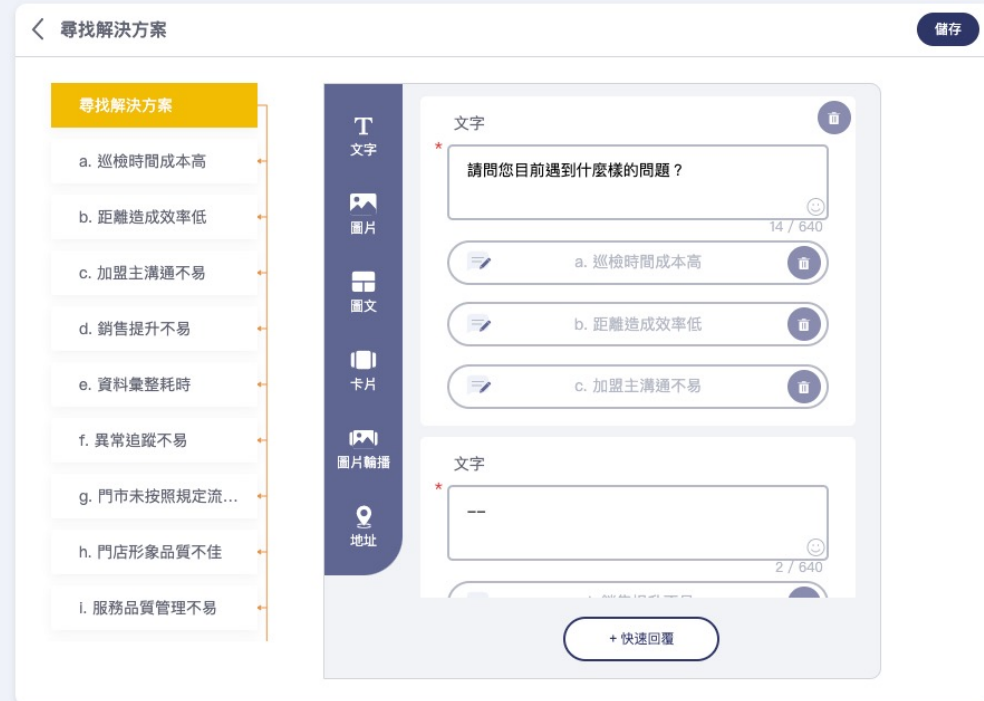 尋找解決方案
儲存
尋找解決方案
a. 巡檢時間成本高
b. 距離造成效率低
c. 加盟主溝通不易
d. 銷售提升不易
e. 資料彙整耗時
f. 異常追蹤不易
g. 門市未按照規定流...
h. 門店形象品質不佳
i. 服務品質管理不易
T
文字
圖片
圖文
卡片
圖片輪播
地址
文字
*
請問您目前遇到什麼樣的問題？
14 / 640
a. 巡檢時間成本高
b. 距離造成效率低
c. 加盟主溝通不易
文字
*
--
2 / 640
+ 快速回覆